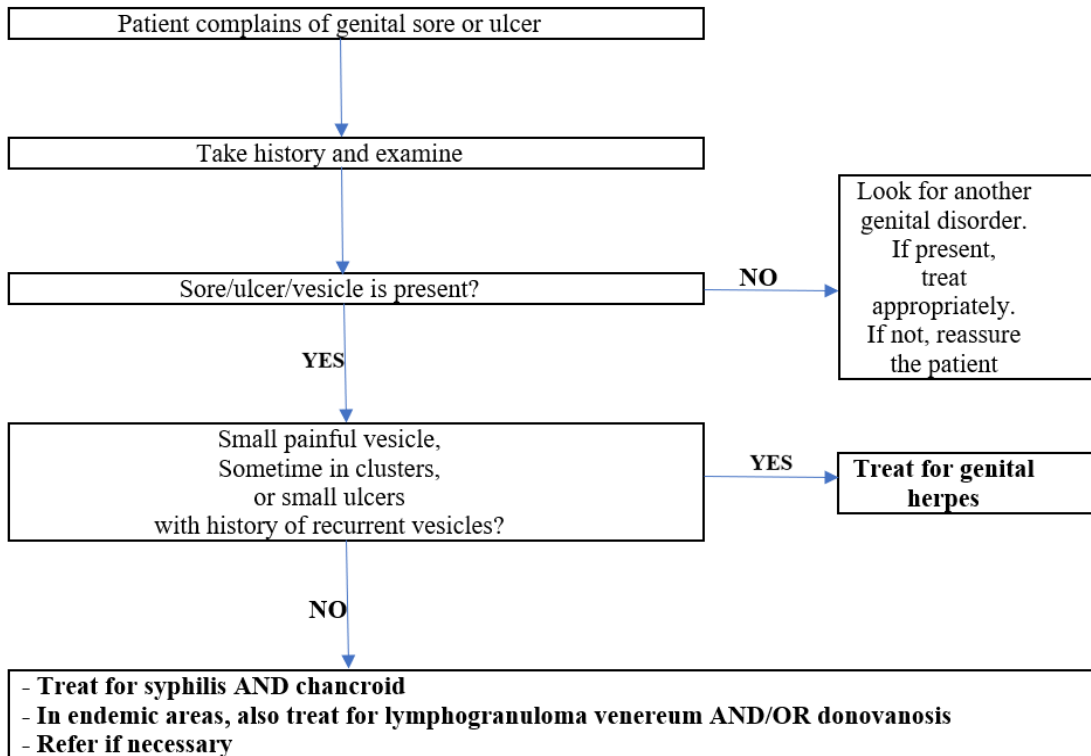 Patient complains of genital sore or ulcer
Take history and examine
Sore/ulcer/vesicle is present?
NO
Look for another
genital disorder.
If present,
treat
appropriately.
If not, reassure
the patient
YES
Small painful vesicle,
Sometime in clusters,
or small ulcers
with history of recurrent vesicles?
YES
Treat for genital
herpes
NO
- Treat for syphilis AND chancroid
- In endemic areas, also treat for lymphogranuloma venereum AND/OR donovanosis
- Refer if necessary